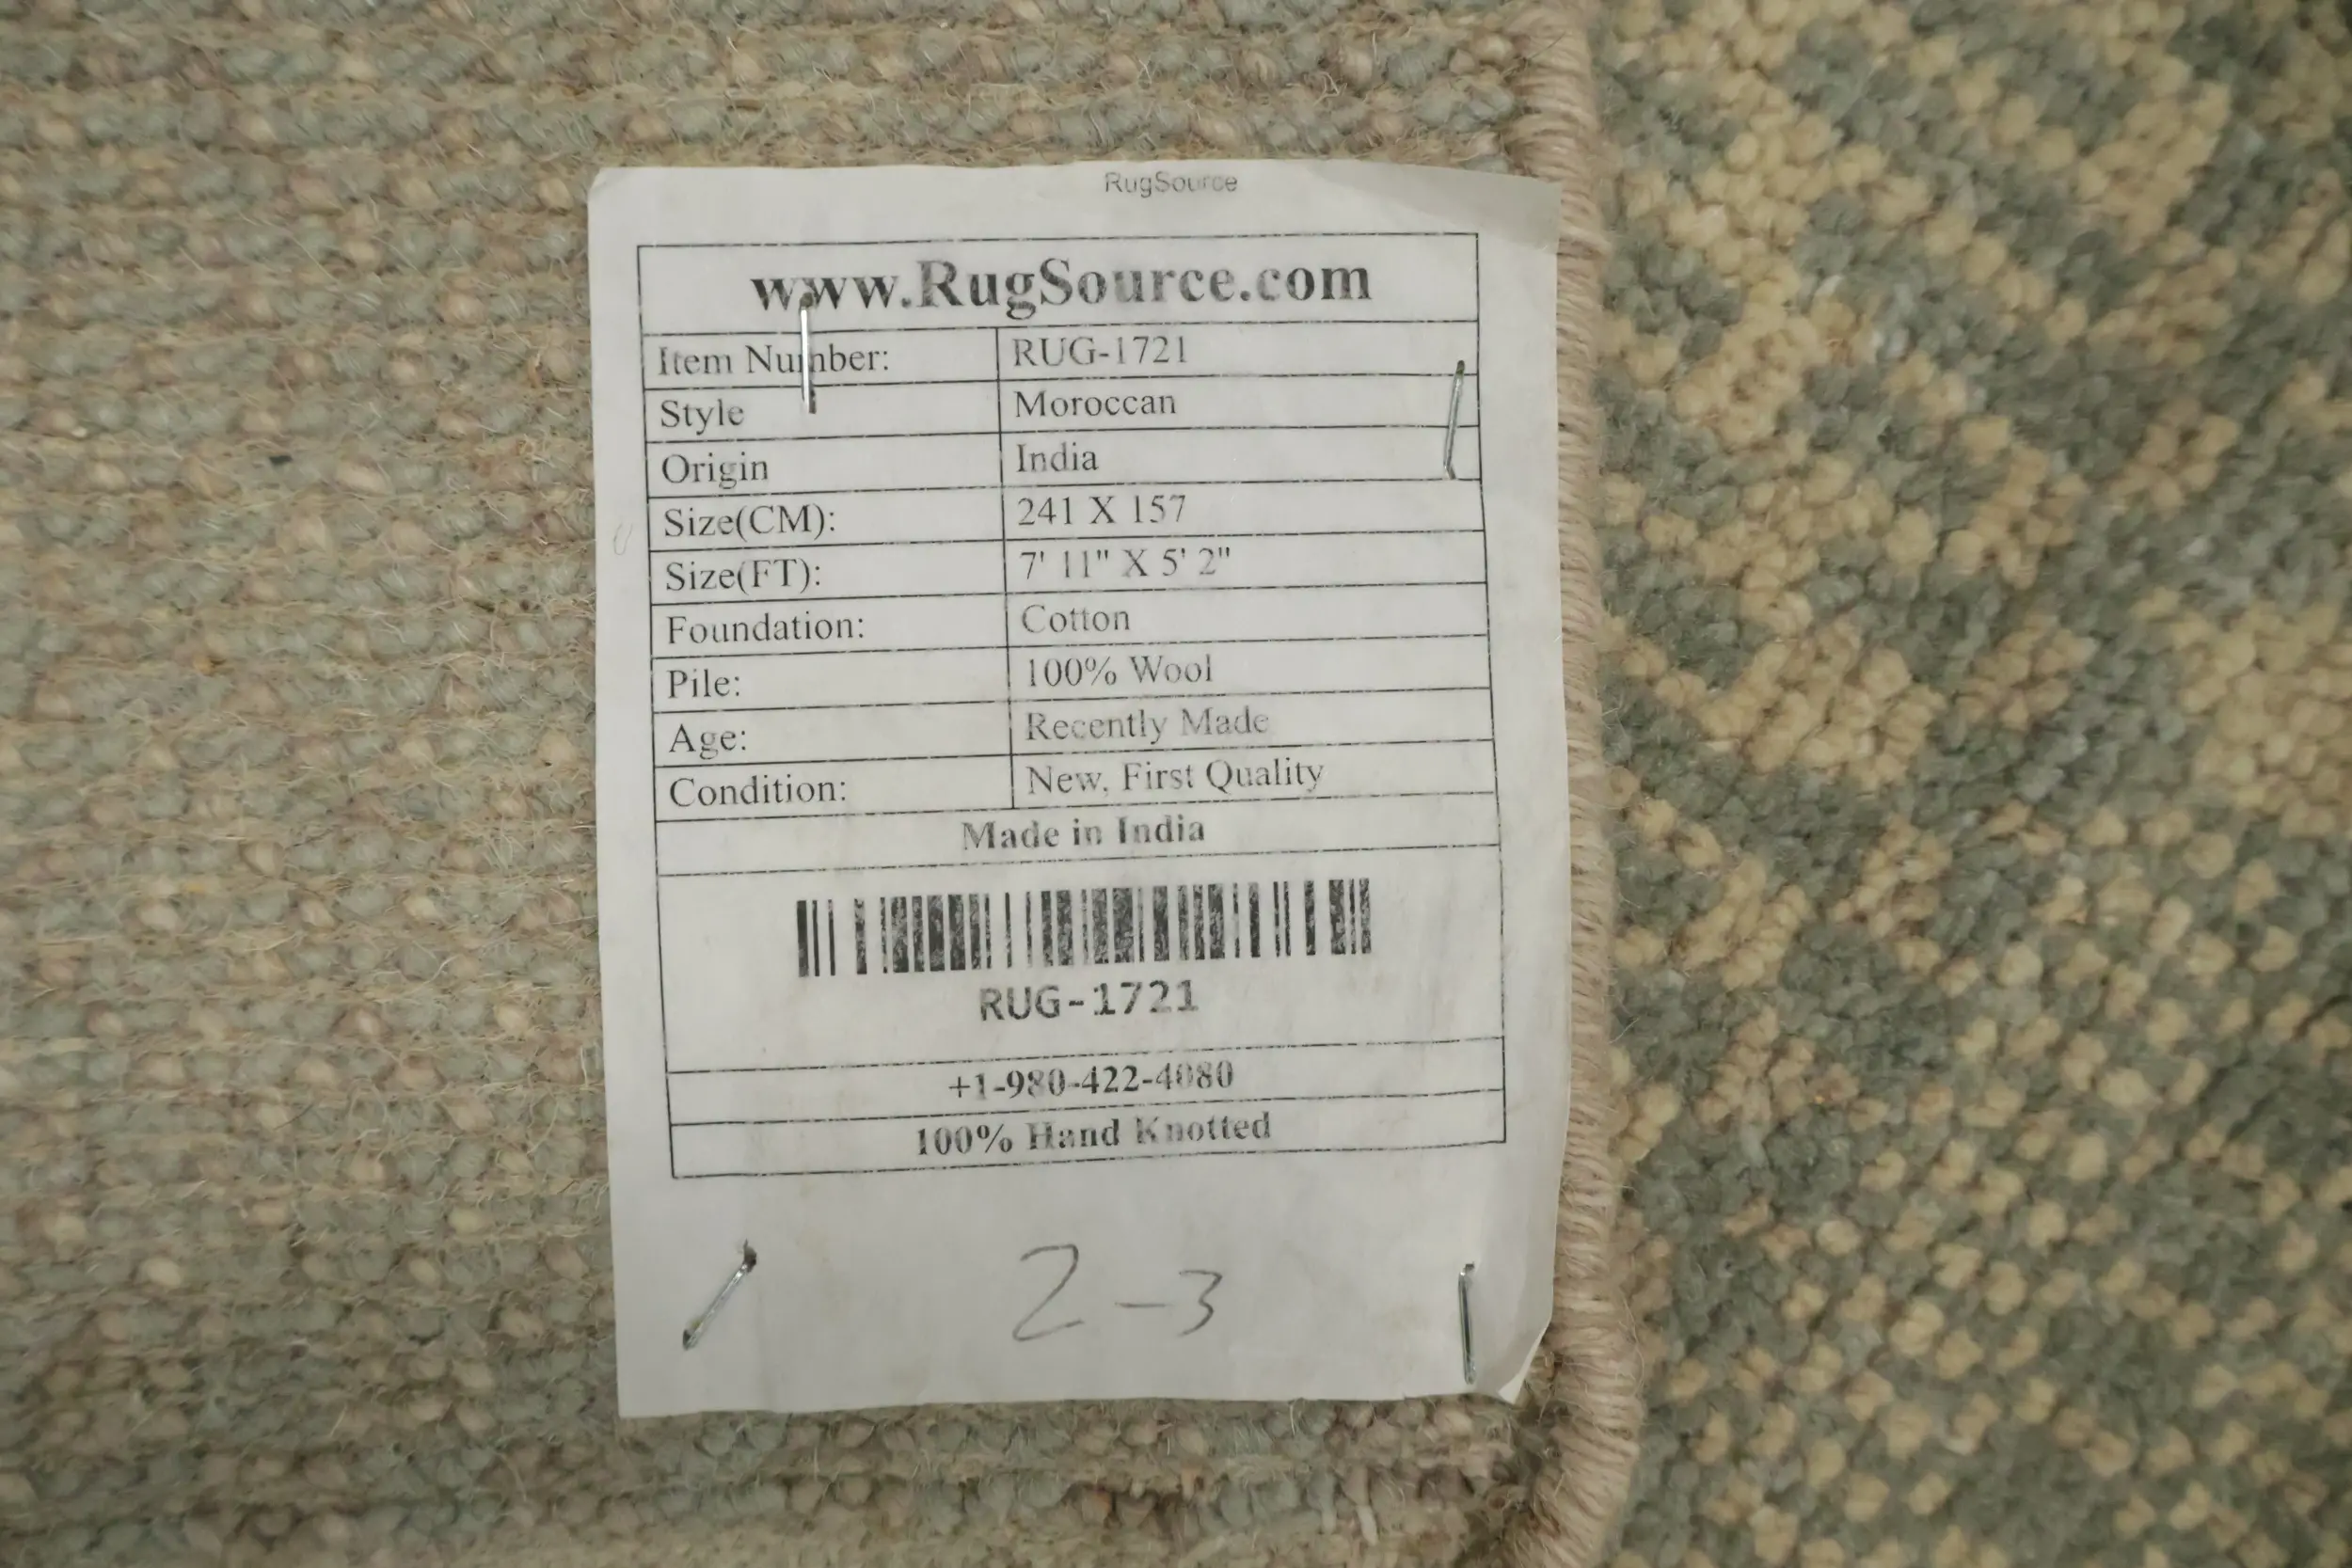 RugSource
www.RugSource.com
Item Number: RUG-1721
Style Moroccan
Origin India
Size(CM): 241 X 157
Size(FT): 7' 11" X 5' 2"
Foundation: Cotton
Pile: 100% Wool
Age: Recently Made
Condition: New, First Quality
Made in India
RUG-1721
+1-980-422-4080
100% Hand Knotted
2-3